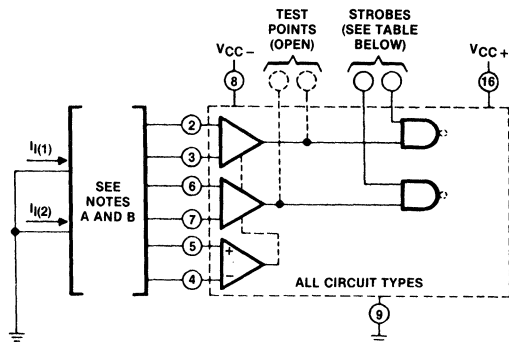 TEST
POINTS
(OPEN)
STROBES
(SEE TABLE
BELOW)
VCC−
VCC+
8
16
II(1)
II(2)
SEE
NOTES
A AND B
2
3
6
7
5
4
+
−
ALL CIRCUIT TYPES
9